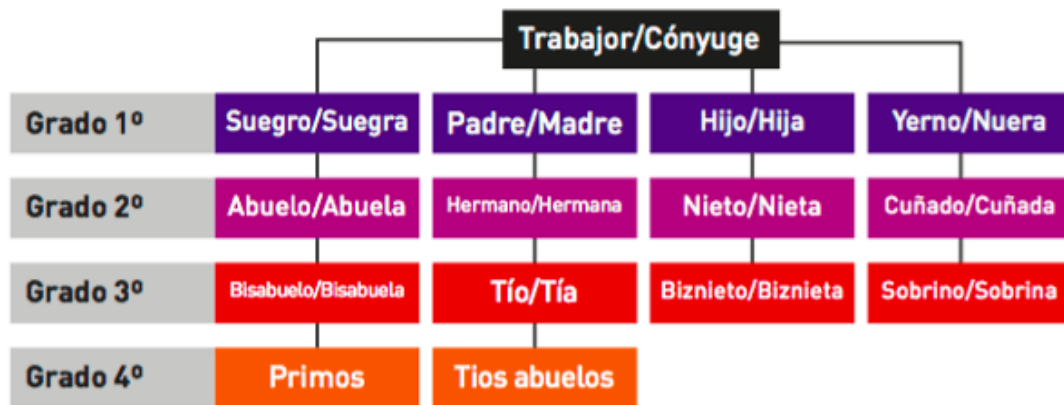 Trabajor/Cónyuge
Grado 1º
Suegro/Suegra
Padre/Madre
Hijo/Hija
Yerno/Nuera
Grado 2º
Abuelo/Abuela
Hermano/Hermana
Nieto/Nieta
Cuñado/Cuñada
Grado 3º
Bisabuelo/Bisabuela
Tío/Tía
Biznieto/Biznieta
Sobrino/Sobrina
Grado 4º
Primos
Tios abuelos